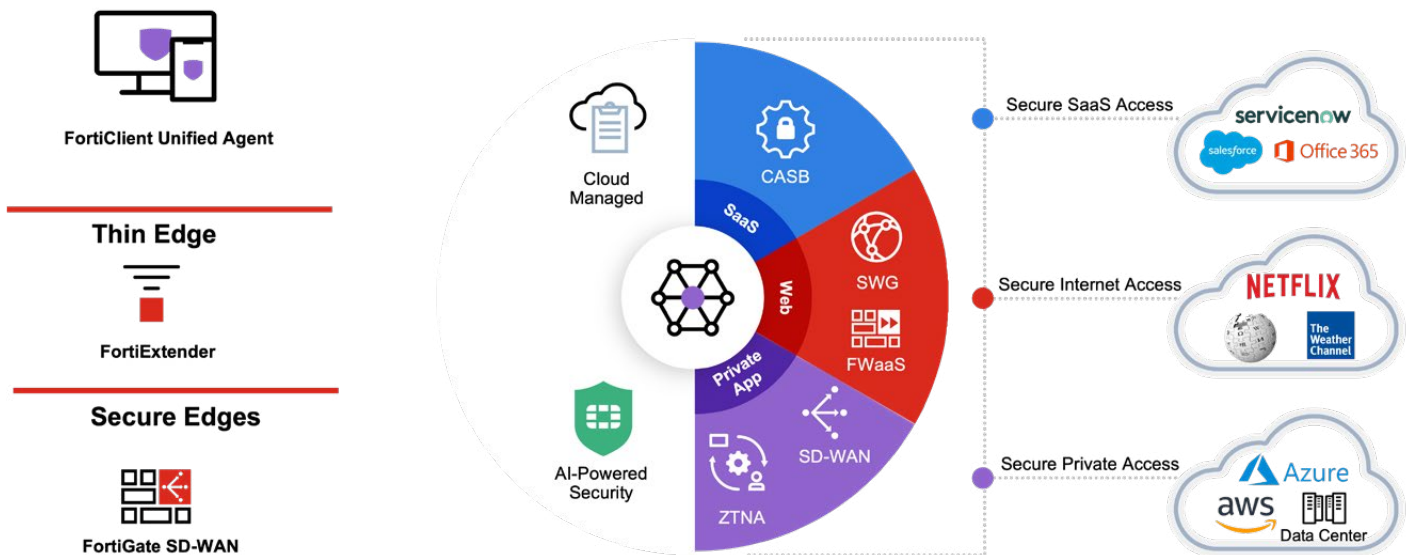 FortiClient Unified Agent
Thin Edge
FortiExtender
Secure Edges
FortiGate SD-WAN
Cloud
Managed
AI-Powered
Security
CASB
SaaS
SWG
Web
FWaaS
Private
App
SD-WAN
ZTNA
Secure SaaS Access
servicenow
salesforce
Office 365
Secure Internet Access
NETFLIX
The
Weather
Channel
Secure Private Access
Azure
aws
Data Center